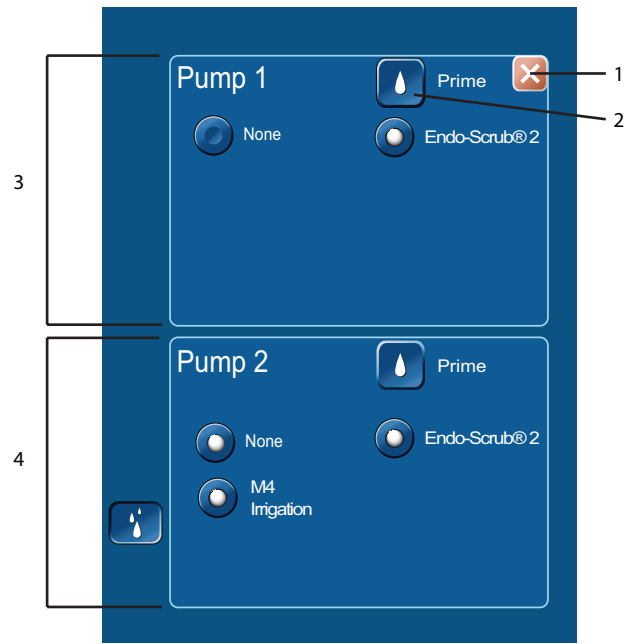 Pump 1
Prime
1
2
None
Endo-Scrub® 2
3
Pump 2
Prime
None
Endo-Scrub® 2
4
M4
Irrigation